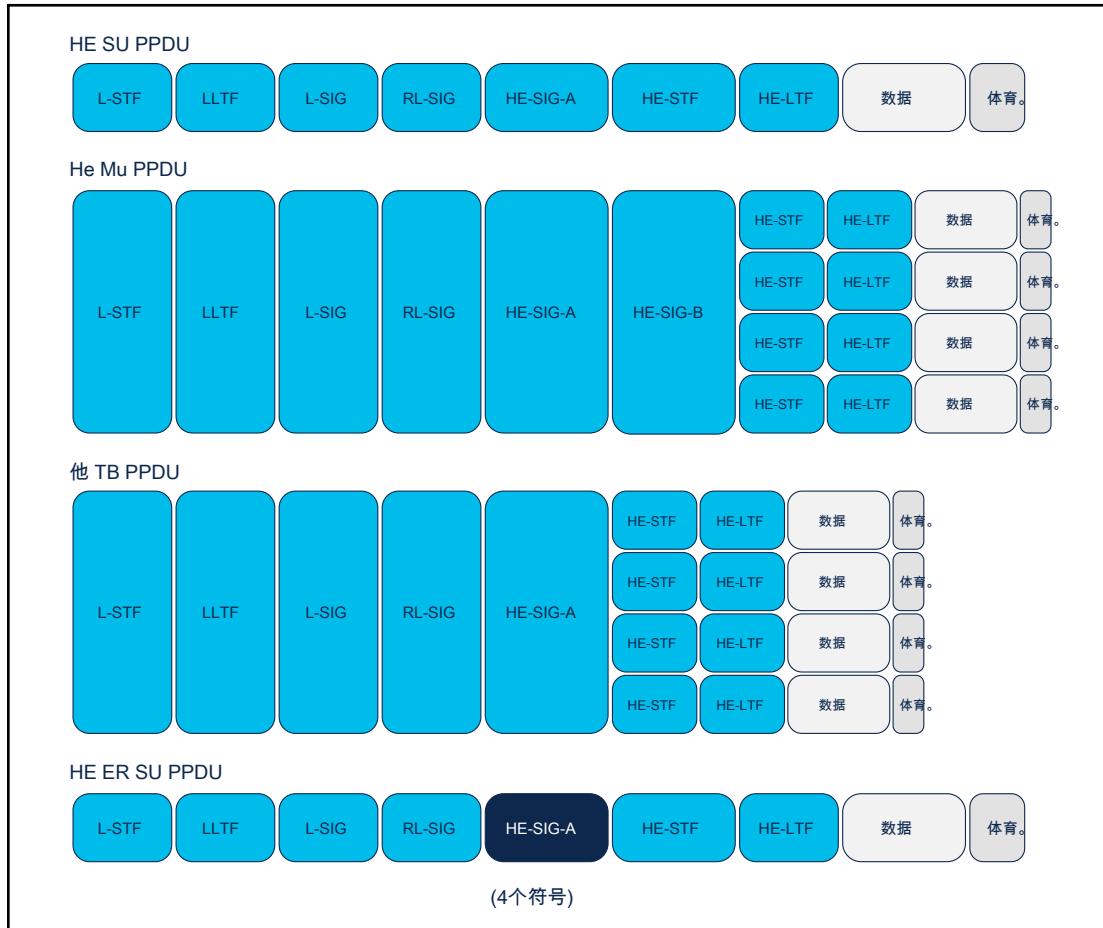 HE SU PPDU
L-STF LLTF L-SIG RL-SIG HE-SIG-A HE-STF HE-LTF 数据 体育。
He Mu PPDU
HE-STF HE-LTF 数据 体育。
HE-STF HE-LTF 数据 体育。
L-STF LLTF L-SIG RL-SIG HE-SIG-A HE-SIG-B
HE-STF HE-LTF 数据 体育。
HE-STF HE-LTF 数据 体育。
他 TB PPDU
HE-STF HE-LTF 数据 体育。
HE-STF HE-LTF 数据 体育。
L-STF LLTF L-SIG RL-SIG HE-SIG-A
HE-STF HE-LTF 数据 体育。
HE-STF HE-LTF 数据 体育。
HE ER SU PPDU
L-STF LLTF L-SIG RL-SIG HE-SIG-A HE-STF HE-LTF 数据 体育。
(4个符号)